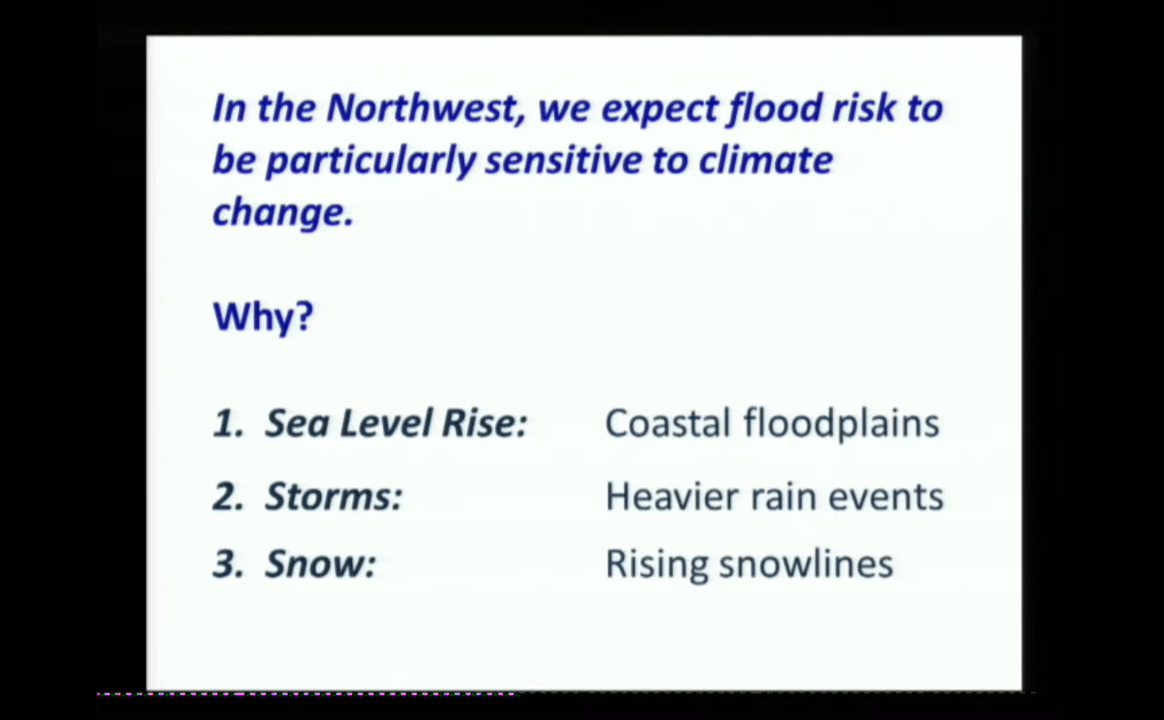 In the Northwest, we expect flood risk to
be particularly sensitive to climate
change.
Why?
1. Sea Level Rise: Coastal floodplains
2. Storms: Heavier rain events
3. Snow: Rising snowlines